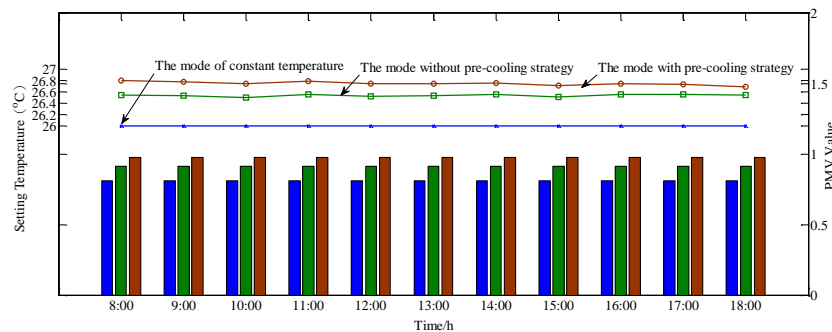 2
The mode of constant temperature
The mode without pre-cooling strategy
The mode with pre-cooling strategy
27
26.8
26.6
26.4
26.2
26
1.5
1
0.5
0
Setting Temperature (°C)
PMV Value
8:00 9:00 10:00 11:00 12:00 13:00 14:00 15:00 16:00 17:00 18:00
Time/h